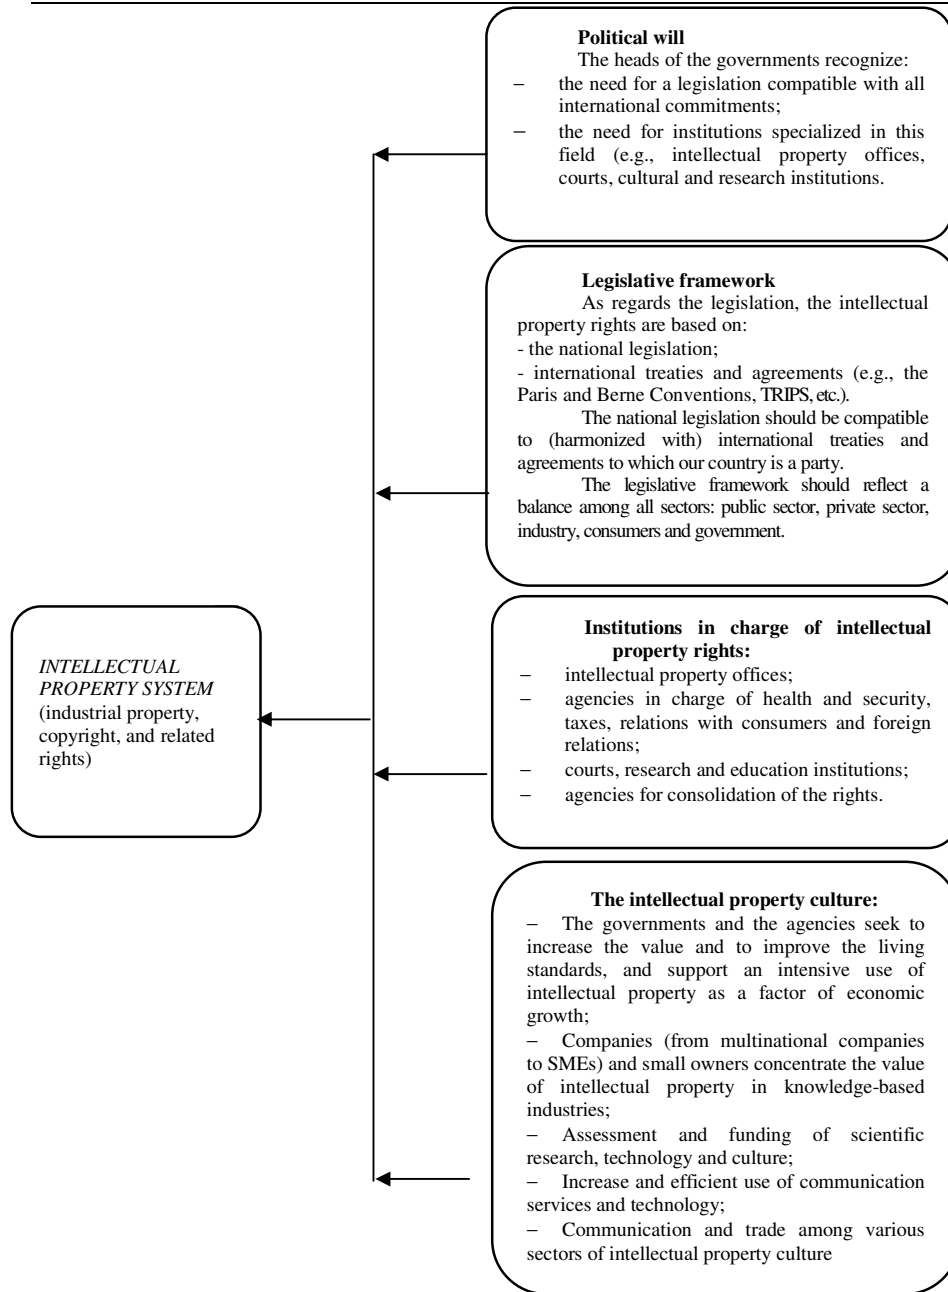 Political will
The heads of the governments recognize:
– the need for a legislation compatible with all
international commitments;
– the need for institutions specialized in this
field (e.g., intellectual property offices,
courts, cultural and research institutions.
Legislative framework
As regards the legislation, the intellectual
property rights are based on:
- the national legislation;
- international treaties and agreements (e.g., the
Paris and Berne Conventions, TRIPS, etc.).
The national legislation should be compatible
to (harmonized with) international treaties and
agreements to which our country is a party.
The legislative framework should reflect a
balance among all sectors: public sector, private sector,
industry, consumers and government.
INTELLECTUAL
PROPERTY SYSTEM
(industrial property,
copyright, and related
rights)
Institutions in charge of intellectual
property rights:
– intellectual property offices;
– agencies in charge of health and security,
taxes, relations with consumers and foreign
relations;
– courts, research and education institutions;
– agencies for consolidation of the rights.
The intellectual property culture:
– The governments and the agencies seek to
increase the value and to improve the living
standards, and support an intensive use of
intellectual property as a factor of economic
growth;
– Companies (from multinational companies
to SMEs) and small owners concentrate the value
of intellectual property in knowledge-based
industries;
– Assessment and funding of scientific
research, technology and culture;
– Increase and efficient use of communication
services and technology;
– Communication and trade among various
sectors of intellectual property culture